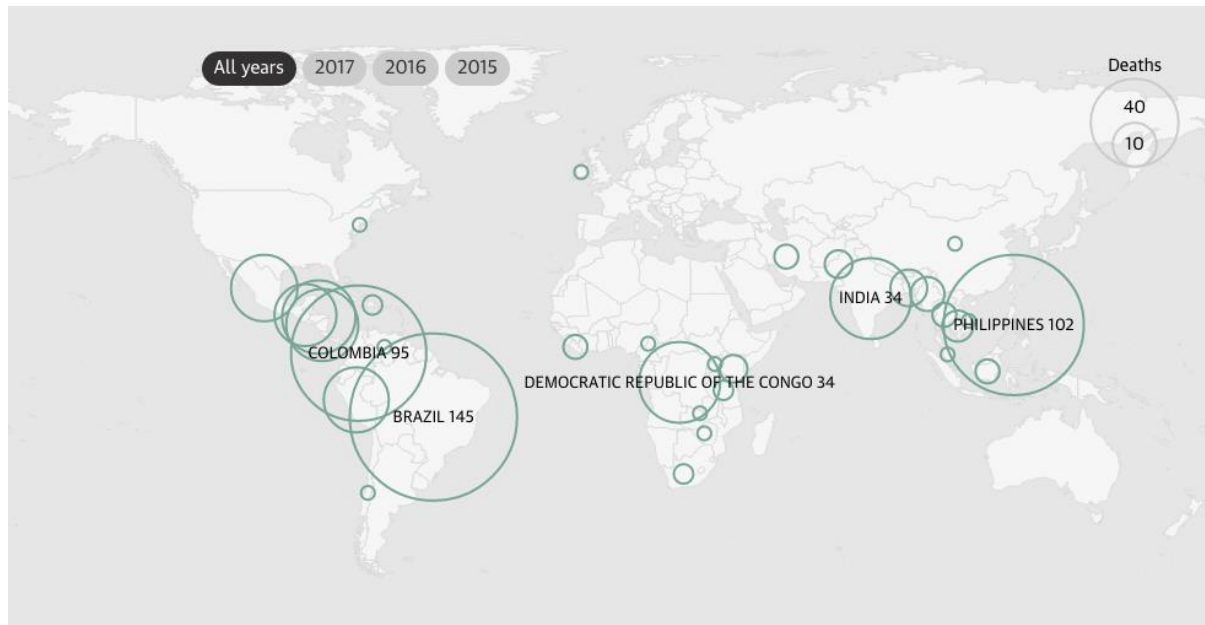 All years
2017
2016
2015
Deaths
40
10
INDIA 34
PHILIPPINES 102
COLOMBIA 95
DEMOCRATIC REPUBLIC OF THE CONGO 34
BRAZIL 145